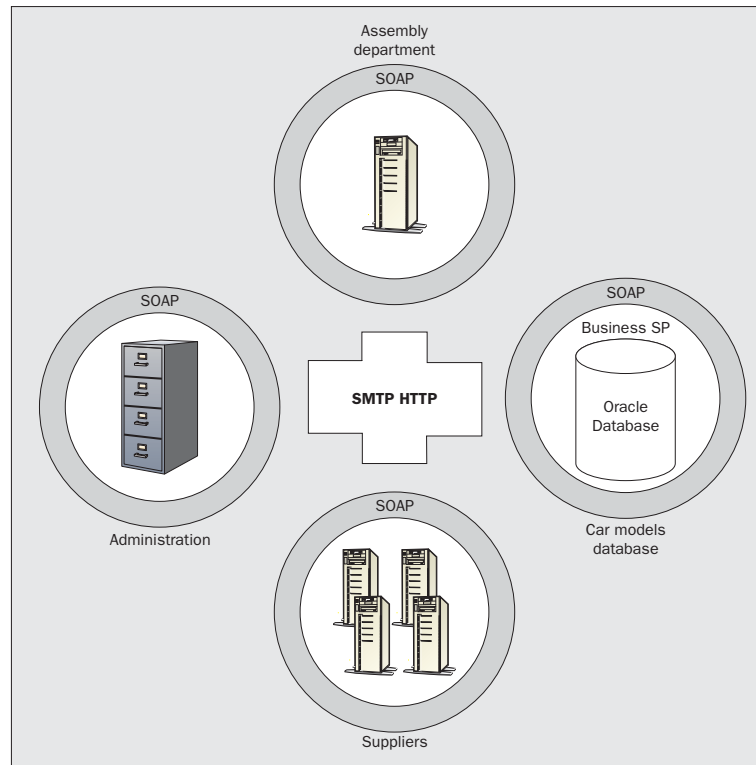 Assembly
department
SOAP
SOAP
SOAP
Business SP
SMTP HTTP
Oracle
Database
Administration
Car models
database
SOAP
Suppliers